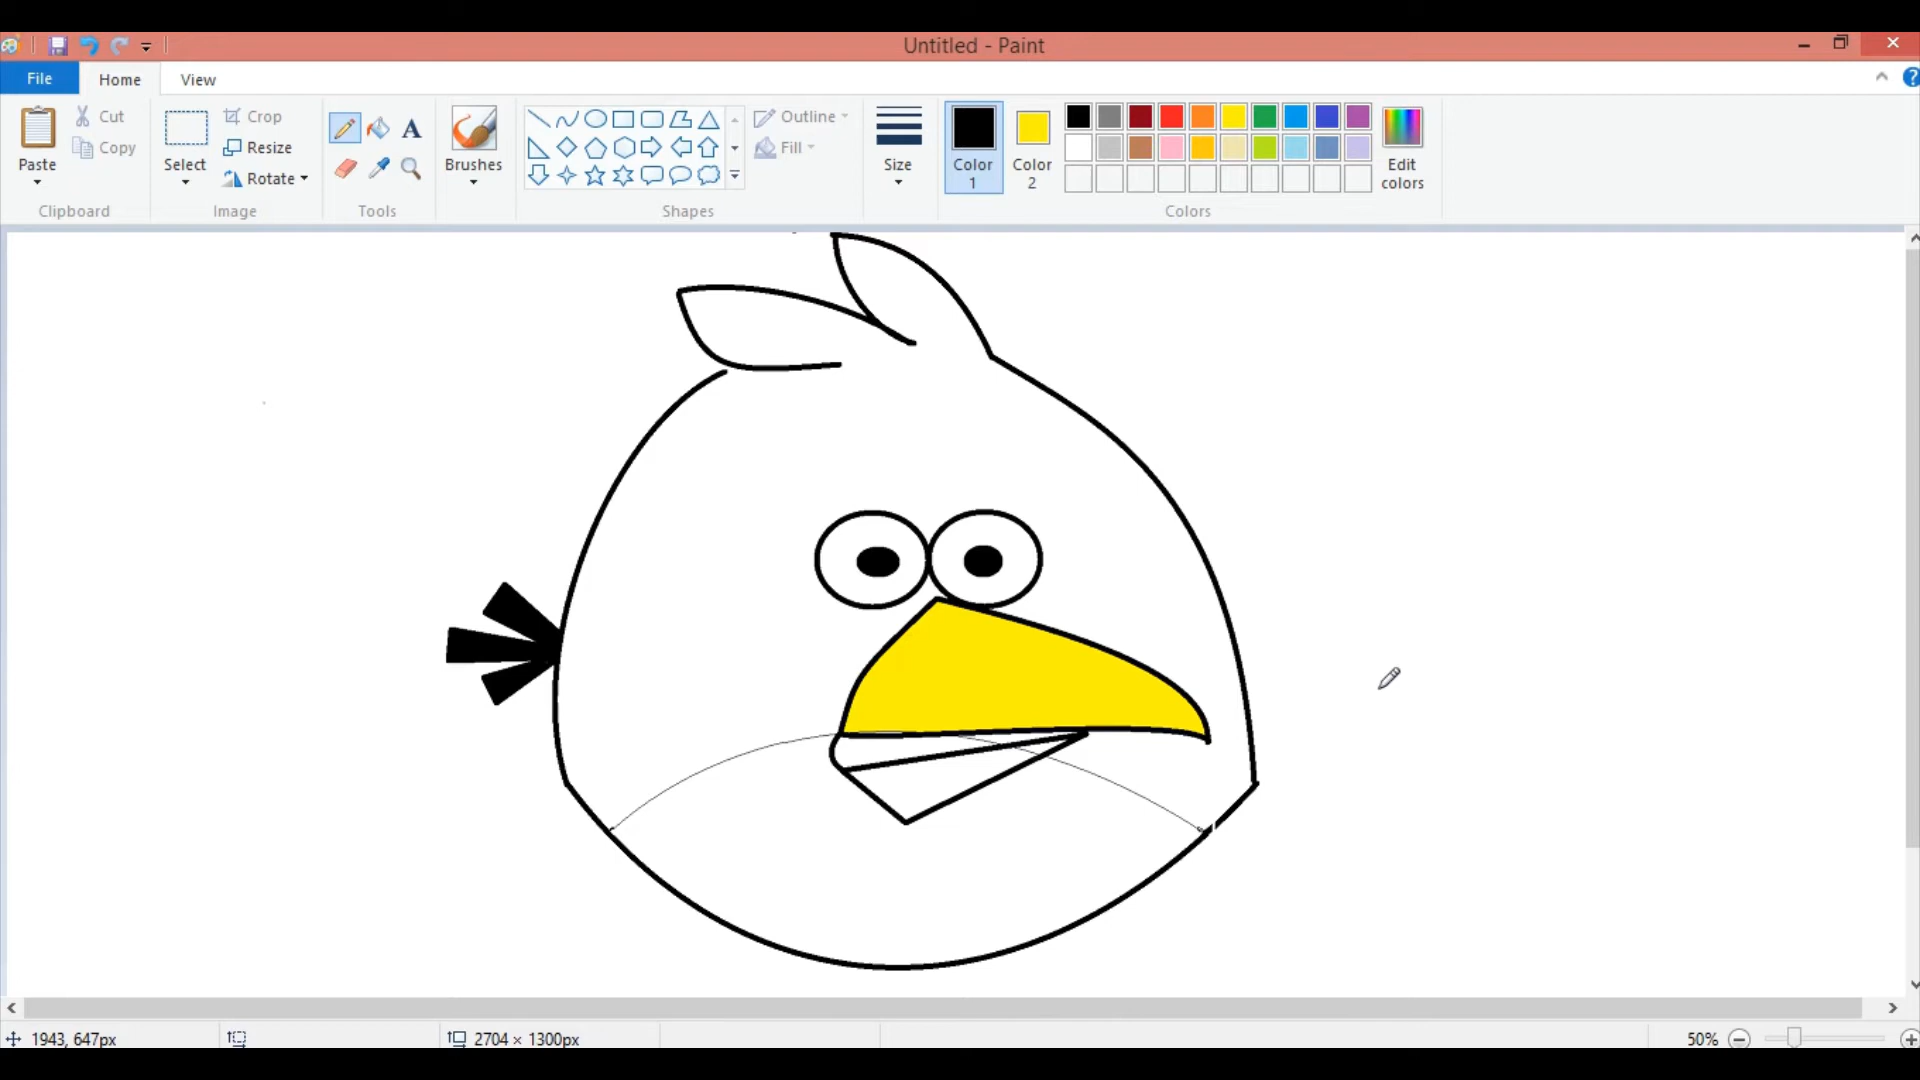 Untitled - Paint
File Home View
Paste Cut Copy Select Crop Resize Rotate A Brushes Outline Fill Size Color 1 Color 2 Edit colors
Clipboard Image Tools Shapes Colors
1943, 647px 2704 × 1300px 50%